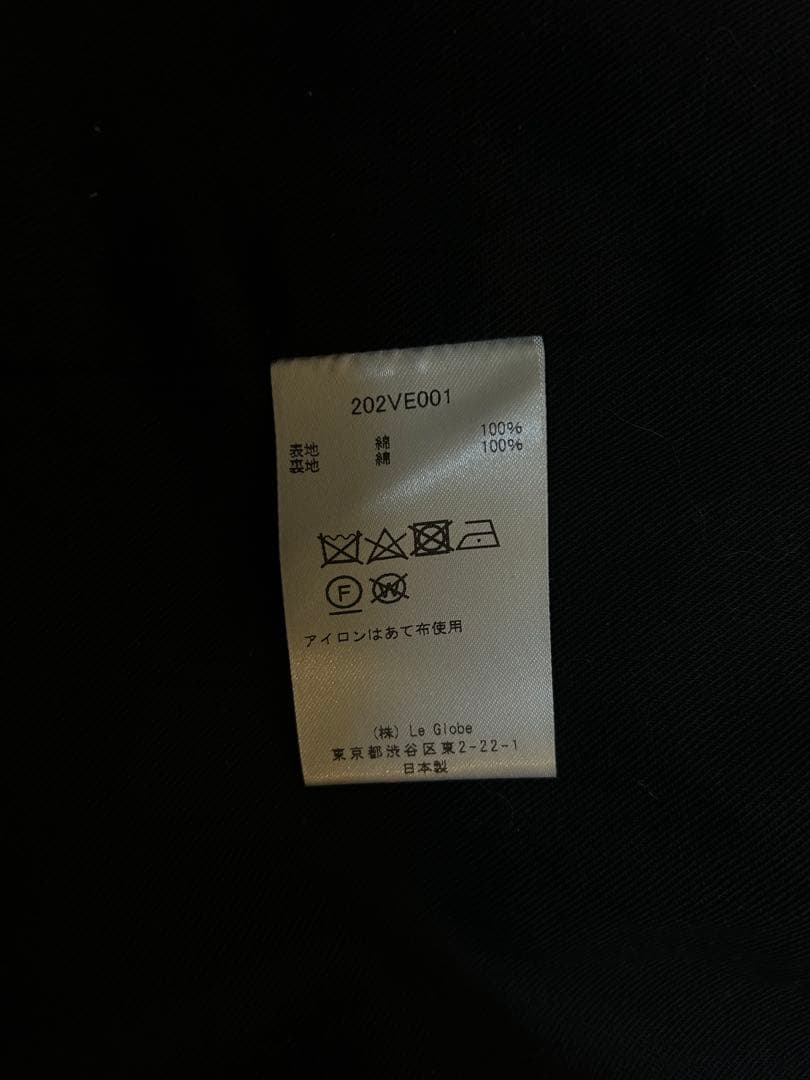 202VE001
表地 綿 100%
裏地 綿 100%
F W
アイロンはあて布使用
(株) Le Globe
東京都渋谷区東2-22-1
日本製